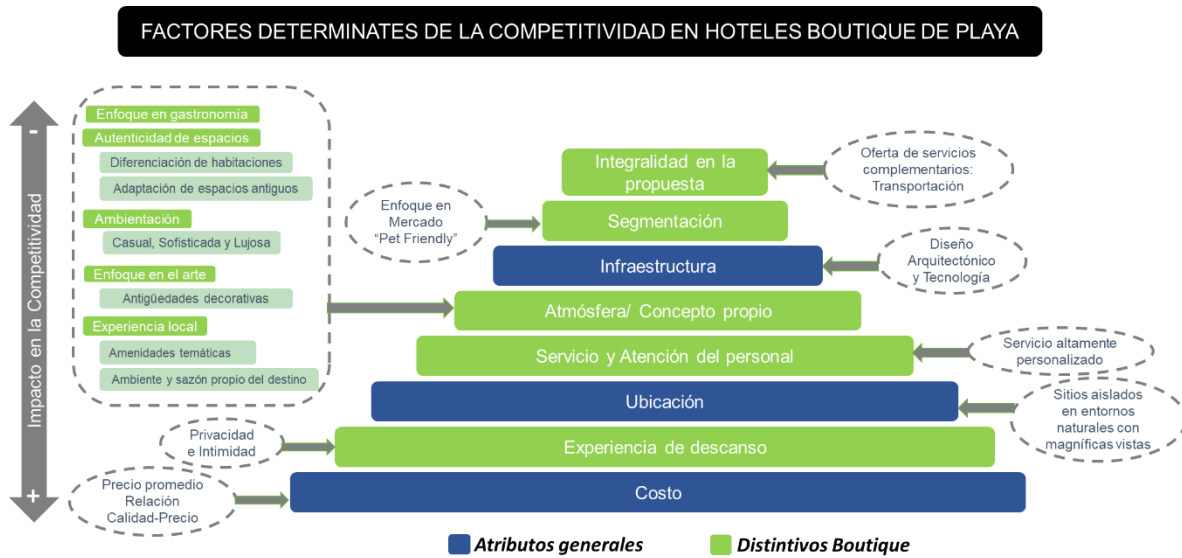 FACTORES DETERMINATES DE LA COMPETITIVIDAD EN HOTELES BOUTIQUE DE PLAYA
Impacto en la Competitividad
-
+
Enfoque en gastronomía
Autenticidad de espacios
Diferenciación de habitaciones
Adaptación de espacios antiguos
Ambientación
Casual, Sofisticada y Lujosa
Enfoque en el arte
Antigüedades decorativas
Experiencia local
Amenidades temáticas
Ambiente y sazón propio del destino
Integralidad en la
propuesta
Oferta de servicios
complementarios:
Transportación
Enfoque en
Mercado
“Pet Friendly”
Segmentación
Infraestructura
Diseño
Arquitectónico
y Tecnología
Atmósfera/ Concepto propio
Servicio y Atención del personal
Servicio altamente
personalizado
Ubicación
Sitios aislados
en entornos
naturales con
magníficas vistas
Privacidad
e Intimidad
Experiencia de descanso
Precio promedio
Relación
Calidad-Precio
Costo
Atributos generales
Distintivos Boutique